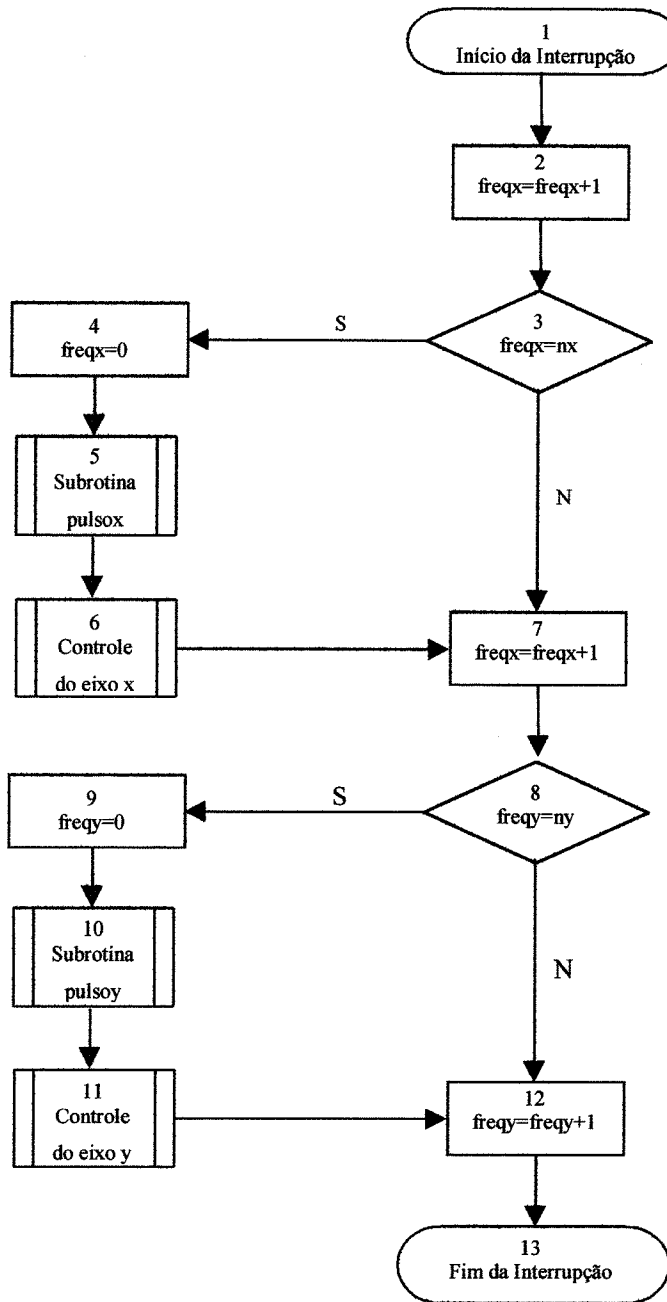 1
Início da Interrupção
2
freqx=freqx+1
3
freqx=nx
S
N
4
freqx=0
5
Subrotina
pulsox
6
Controle
do eixo x
7
freqx=freqx+1
8
freqy=ny
S
N
9
freqy=0
10
Subrotina
pulsoy
11
Controle
do eixo y
12
freqy=freqy+1
13
Fim da Interrupção